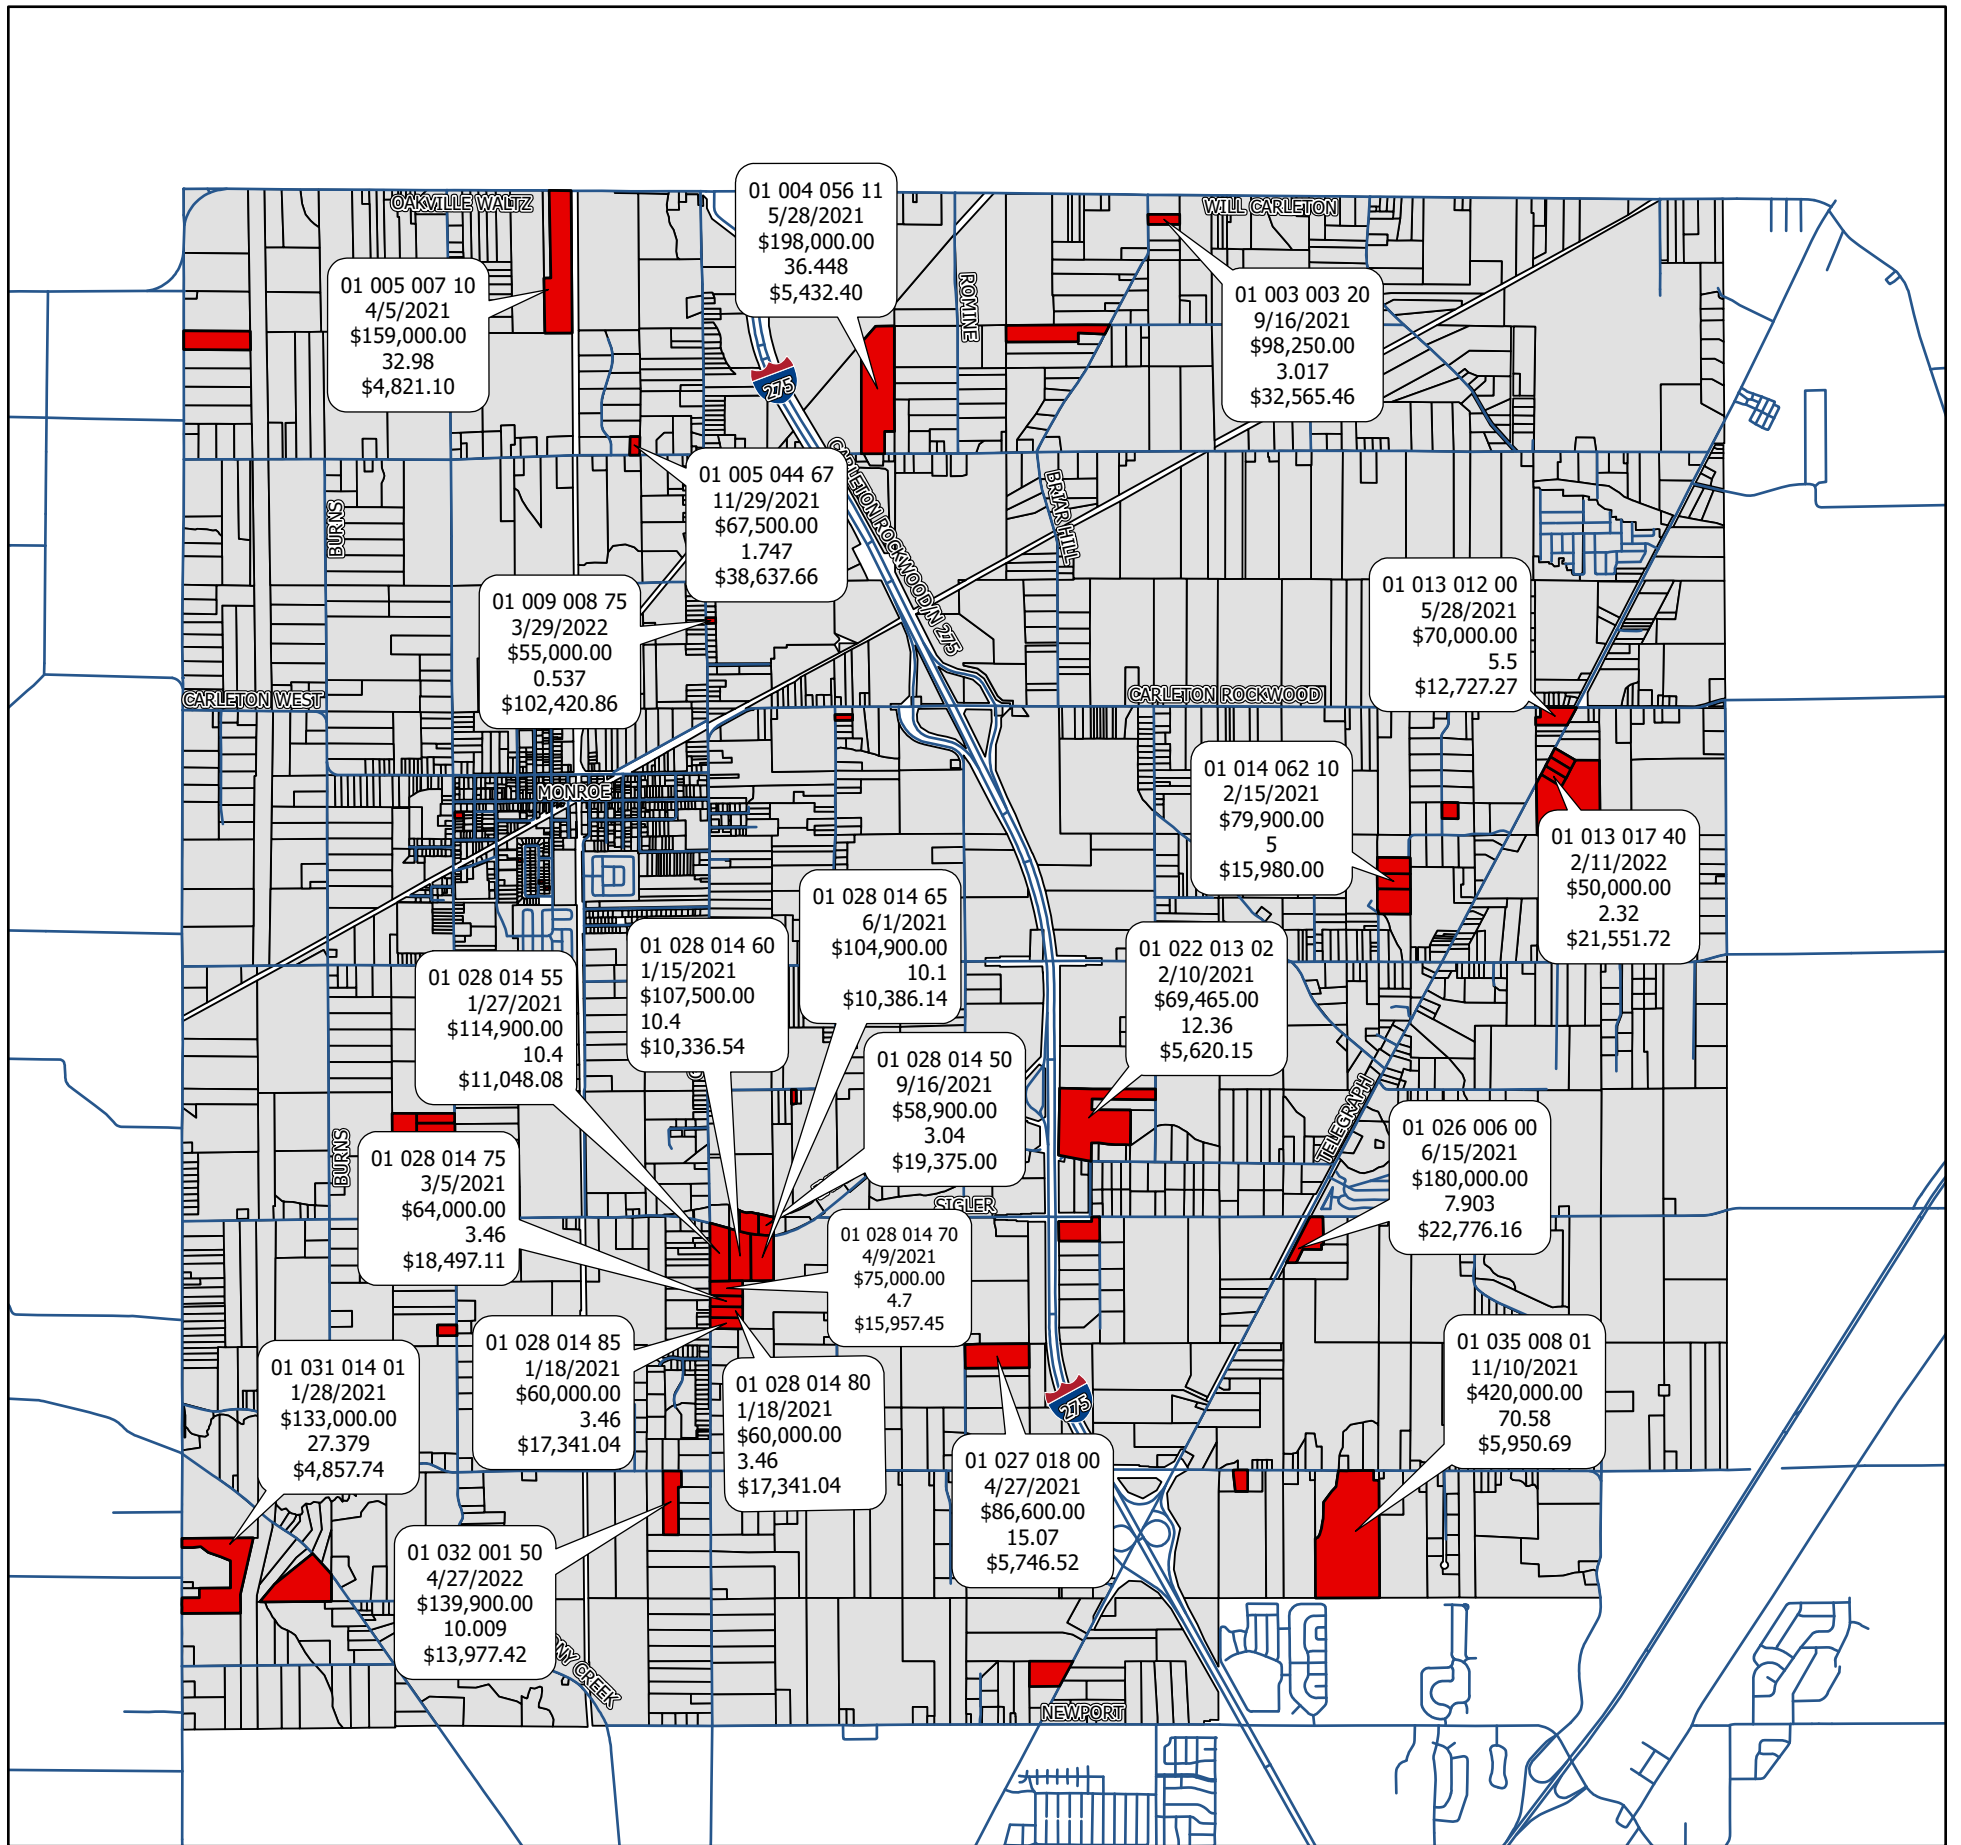 OAKVILLE WALTZ
01 004 056 11
5/28/2021
$198,000.00
36.448
$5,432.40
WILL CARLETON
01 005 007 10
4/5/2021
$159,000.00
32.98
$4,821.10
ROMINE
01 003 003 20
9/16/2021
$98,250.00
3.017
$32,565.46
275
01 005 044 67
11/29/2021
$67,500.00
1.747
$38,637.66
CARLETON ROCKWOOD/N 275
BRIAR HILL
BURNS
01 009 008 75
3/29/2022
$55,000.00
0.537
$102,420.86
01 013 012 00
5/28/2021
$70,000.00
5.5
$12,727.27
CARLETON WEST
CARLETON ROCKWOOD
MONROE
01 014 062 10
2/15/2021
$79,900.00
5
$15,980.00
01 013 017 40
2/11/2022
$50,000.00
2.32
$21,551.72
01 028 014 65
6/1/2021
$104,900.00
10.1
$10,386.14
01 028 014 60
1/15/2021
$107,500.00
10.4
$10,336.54
01 028 014 55
1/27/2021
$114,900.00
10.4
$11,048.08
01 022 013 02
2/10/2021
$69,465.00
12.36
$5,620.15
01 028 014 50
9/16/2021
$58,900.00
3.04
$19,375.00
TELEGRAPH
01 026 006 00
6/15/2021
$180,000.00
7.903
$22,776.16
BURNS
01 028 014 75
3/5/2021
$64,000.00
3.46
$18,497.11
SIGLER
01 028 014 70
4/9/2021
$75,000.00
4.7
$15,957.45
01 028 014 85
1/18/2021
$60,000.00
3.46
$17,341.04
01 031 014 01
1/28/2021
$133,000.00
27.379
$4,857.74
01 028 014 80
1/18/2021
$60,000.00
3.46
$17,341.04
275
01 035 008 01
11/10/2021
$420,000.00
70.58
$5,950.69
01 027 018 00
4/27/2021
$86,600.00
15.07
$5,746.52
01 032 001 50
4/27/2022
$139,900.00
10.009
$13,977.42
NY CREEK
NEWPORT